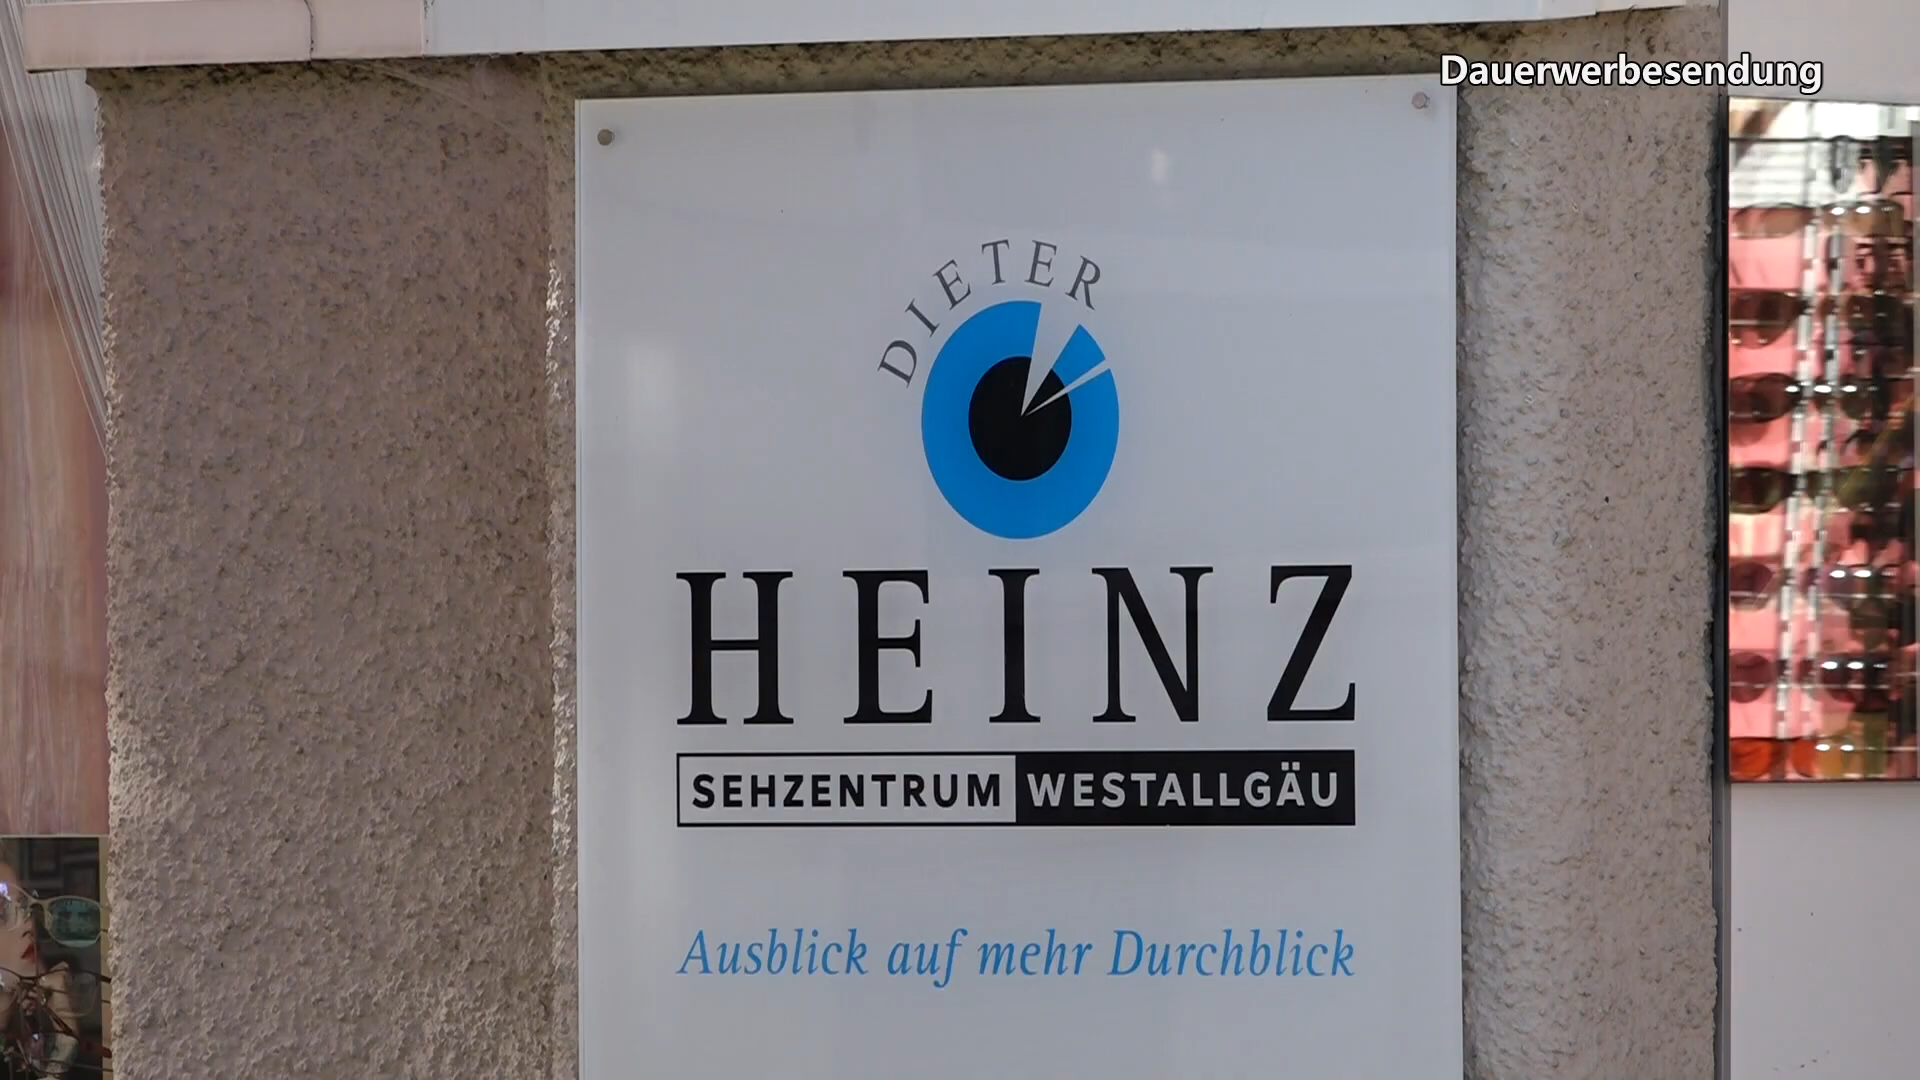 Dauerwerbesendung
DIETER
HEINZ
SEHZENTRUM WESTALLGÄU
Ausblick auf mehr Durchblick